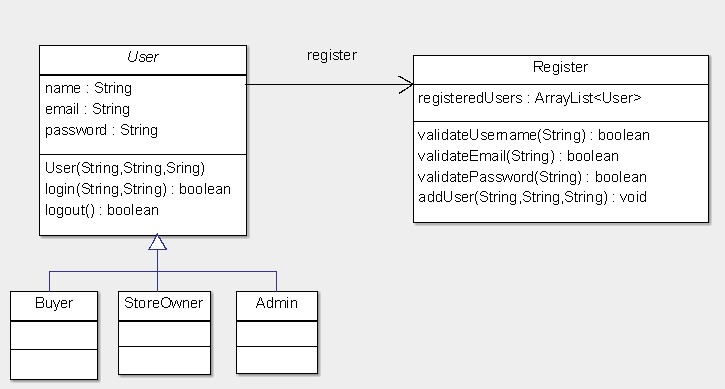 User
name : String
email : String
password : String
User(String,String,Sring)
login(String,String) : boolean
logout() : boolean
register
Register
registeredUsers : ArrayList<User>
validateUsername(String) : boolean
validateEmail(String) : boolean
validatePassword(String) : boolean
addUser(String,String,String) : void
Buyer
StoreOwner
Admin